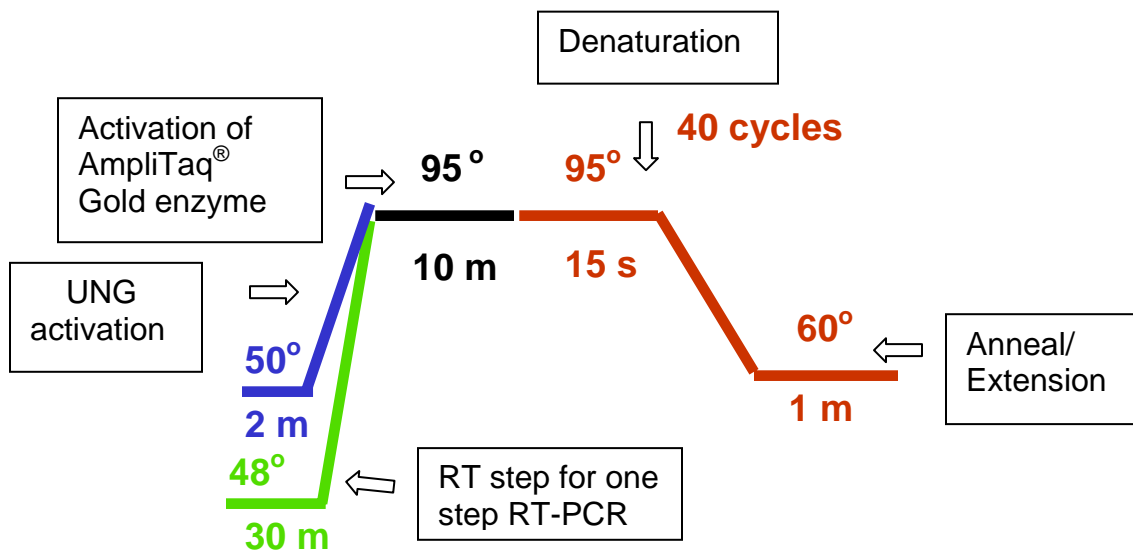 Denaturation
40 cycles
Activation of
AmpliTaq®
Gold enzyme
95°
95°
10 m
15 s
UNG
activation
50°
2 m
60°
1 m
Anneal/
Extension
48°
30 m
RT step for one
step RT-PCR